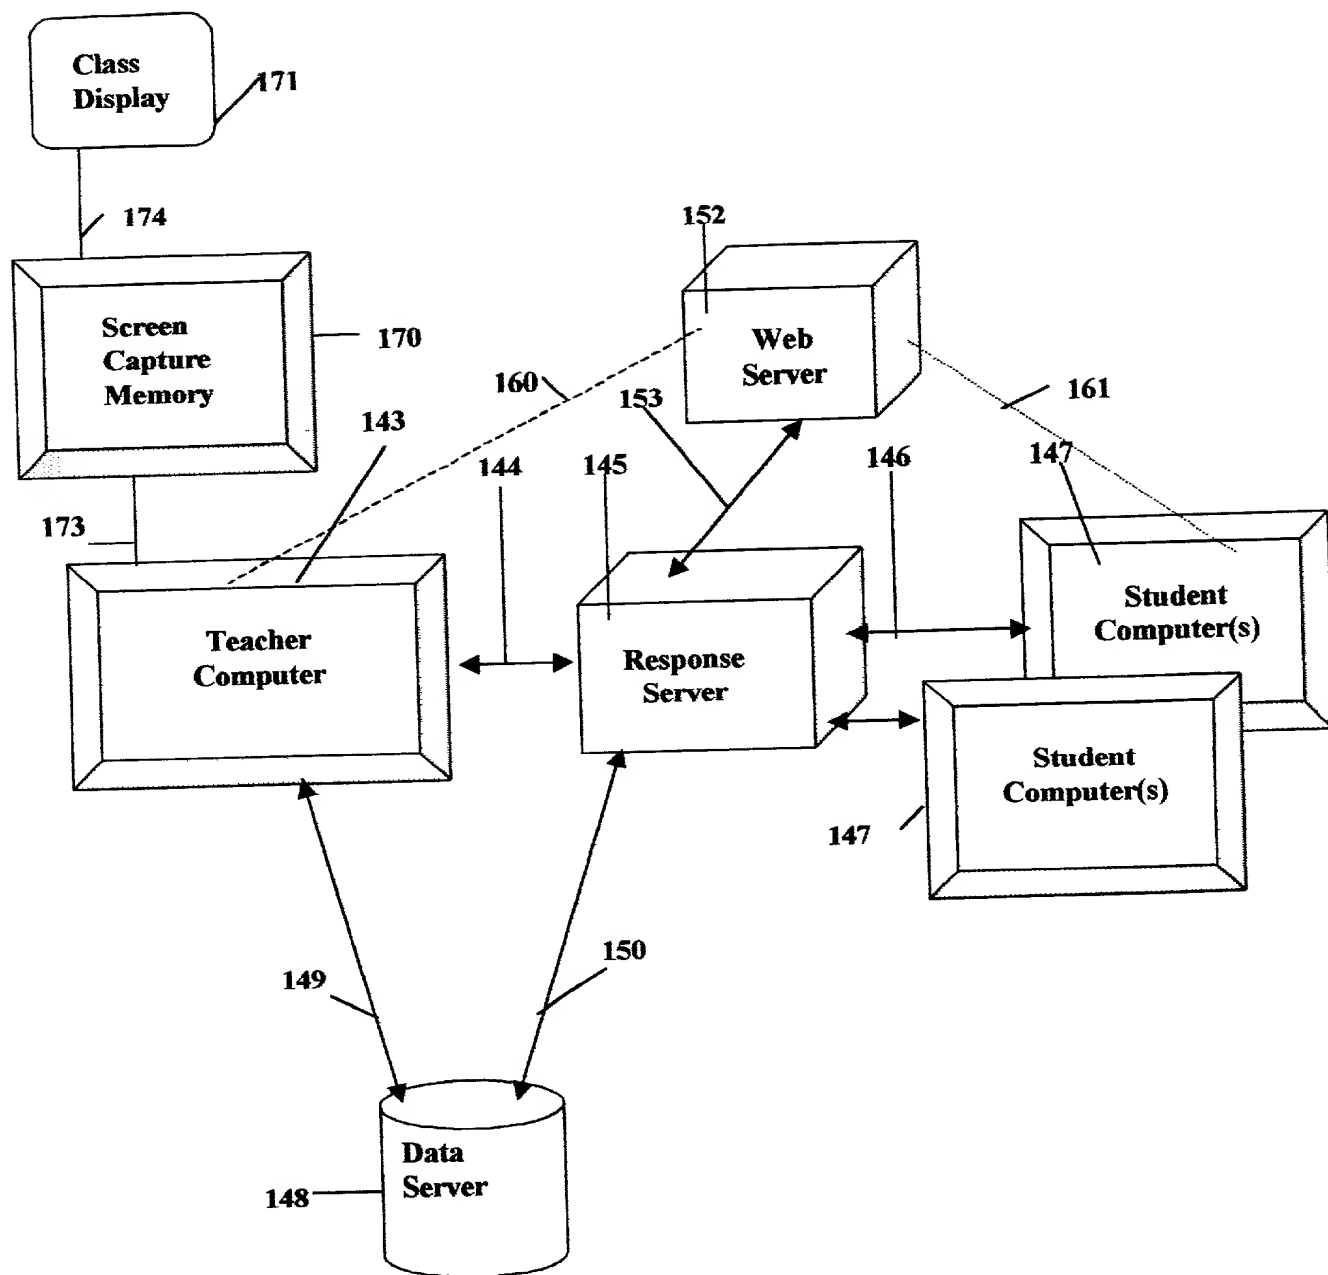 Class
Display
171
174
152
Screen
Capture
Memory
170
Web
Server
160
153
161
143
144
145
146
147
173
Teacher
Computer
Response
Server
Student
Computer(s)
Student
Computer(s)
147
149
150
Data
Server
148